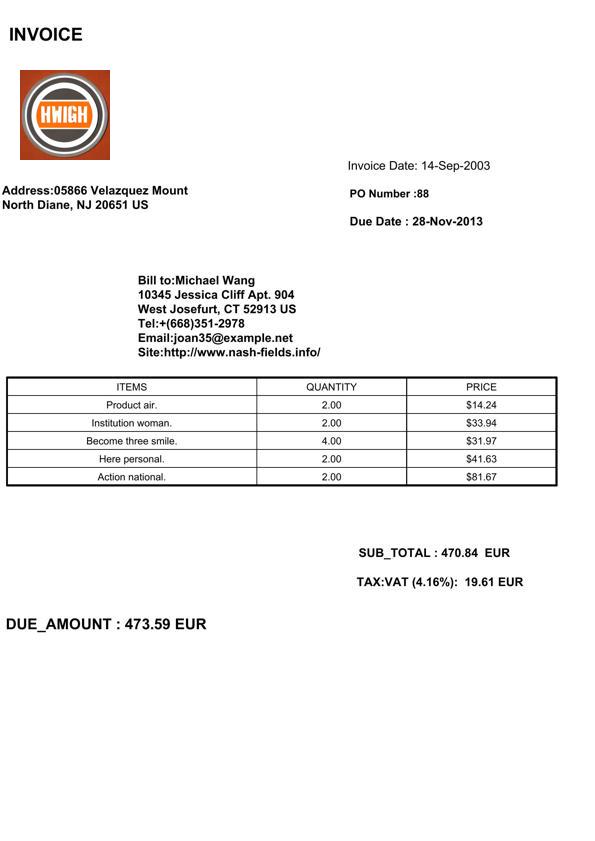 INVOICE
HWIGH
Invoice Date: 14-Sep-2003
Address:05866 Velazquez Mount
North Diane, NJ 20651 US
PO Number :88
Due Date : 28-Nov-2013
Bill to:Michael Wang
10345 Jessica Cliff Apt. 904
West Josefurt, CT 52913 US
Tel:+(668)351-2978
Email:joan35@example.net
Site:http://www.nash-fields.info/
ITEMS QUANTITY PRICE
Product air. 2.00 $14.24
Institution woman. 2.00 $33.94
Become three smile. 4.00 $31.97
Here personal. 2.00 $41.63
Action national. 2.00 $81.67
SUB_TOTAL : 470.84 EUR
TAX:VAT (4.16%): 19.61 EUR
DUE_AMOUNT : 473.59 EUR